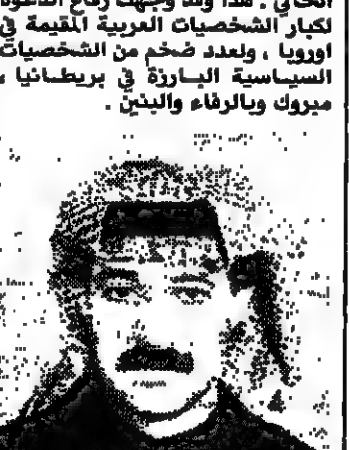 الحالي . هذا وقد وجهت رقاع الدعوة
لكبار الشخصيات العربية المقيمة في
اوروبا ، ولعدد ضخم من الشخصيات
السياسية البارزة في بريطانيا ،
مبروك وبالرفاء والبنين .